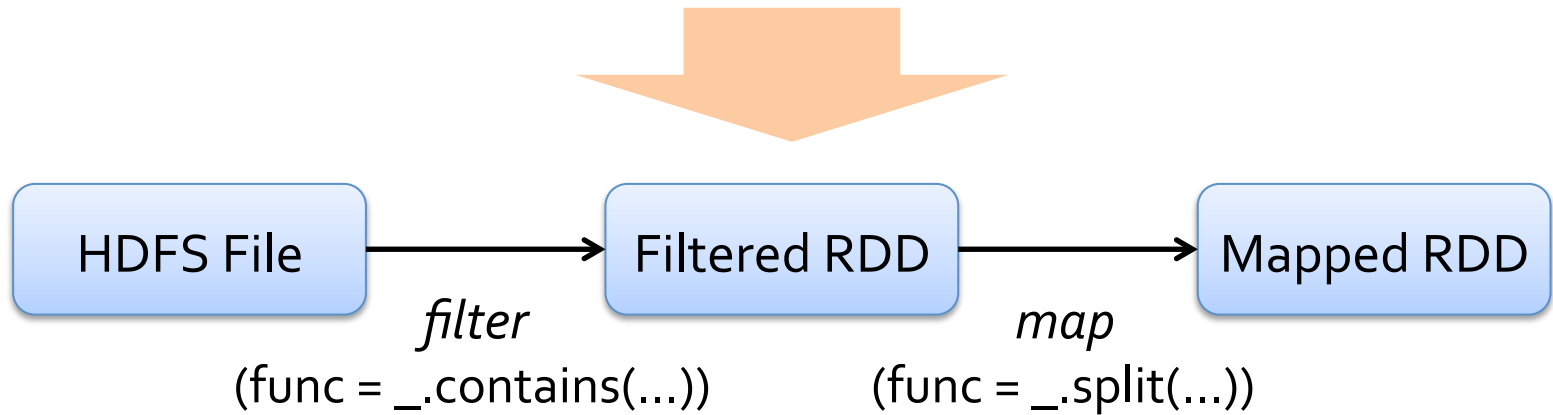 HDFS File
Filtered RDD
Mapped RDD
filter
map
(func = _.contains(...))
(func = _.split(...))